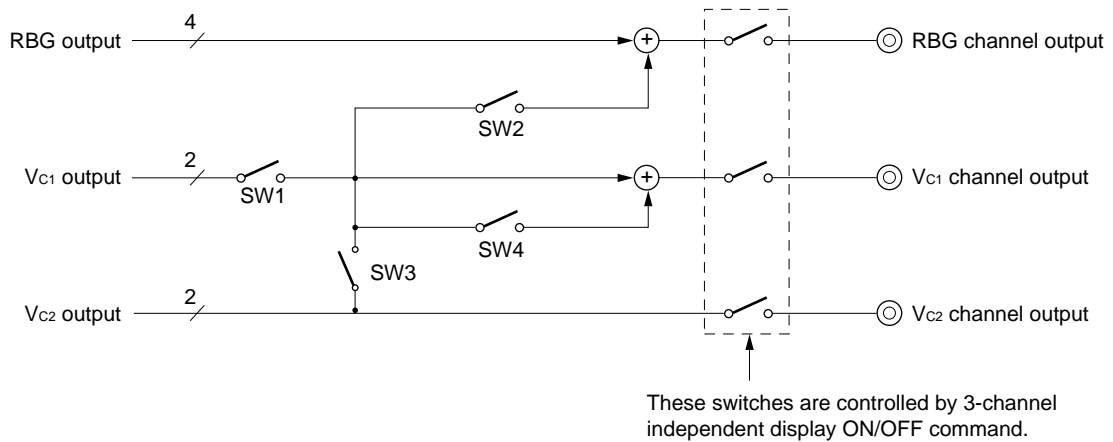 RBG output
4
RBG channel output
SW2
VC1 output
2
SW1
VC1 channel output
SW4
SW3
VC2 output
2
VC2 channel output
These switches are controlled by 3-channel
independent display ON/OFF command.